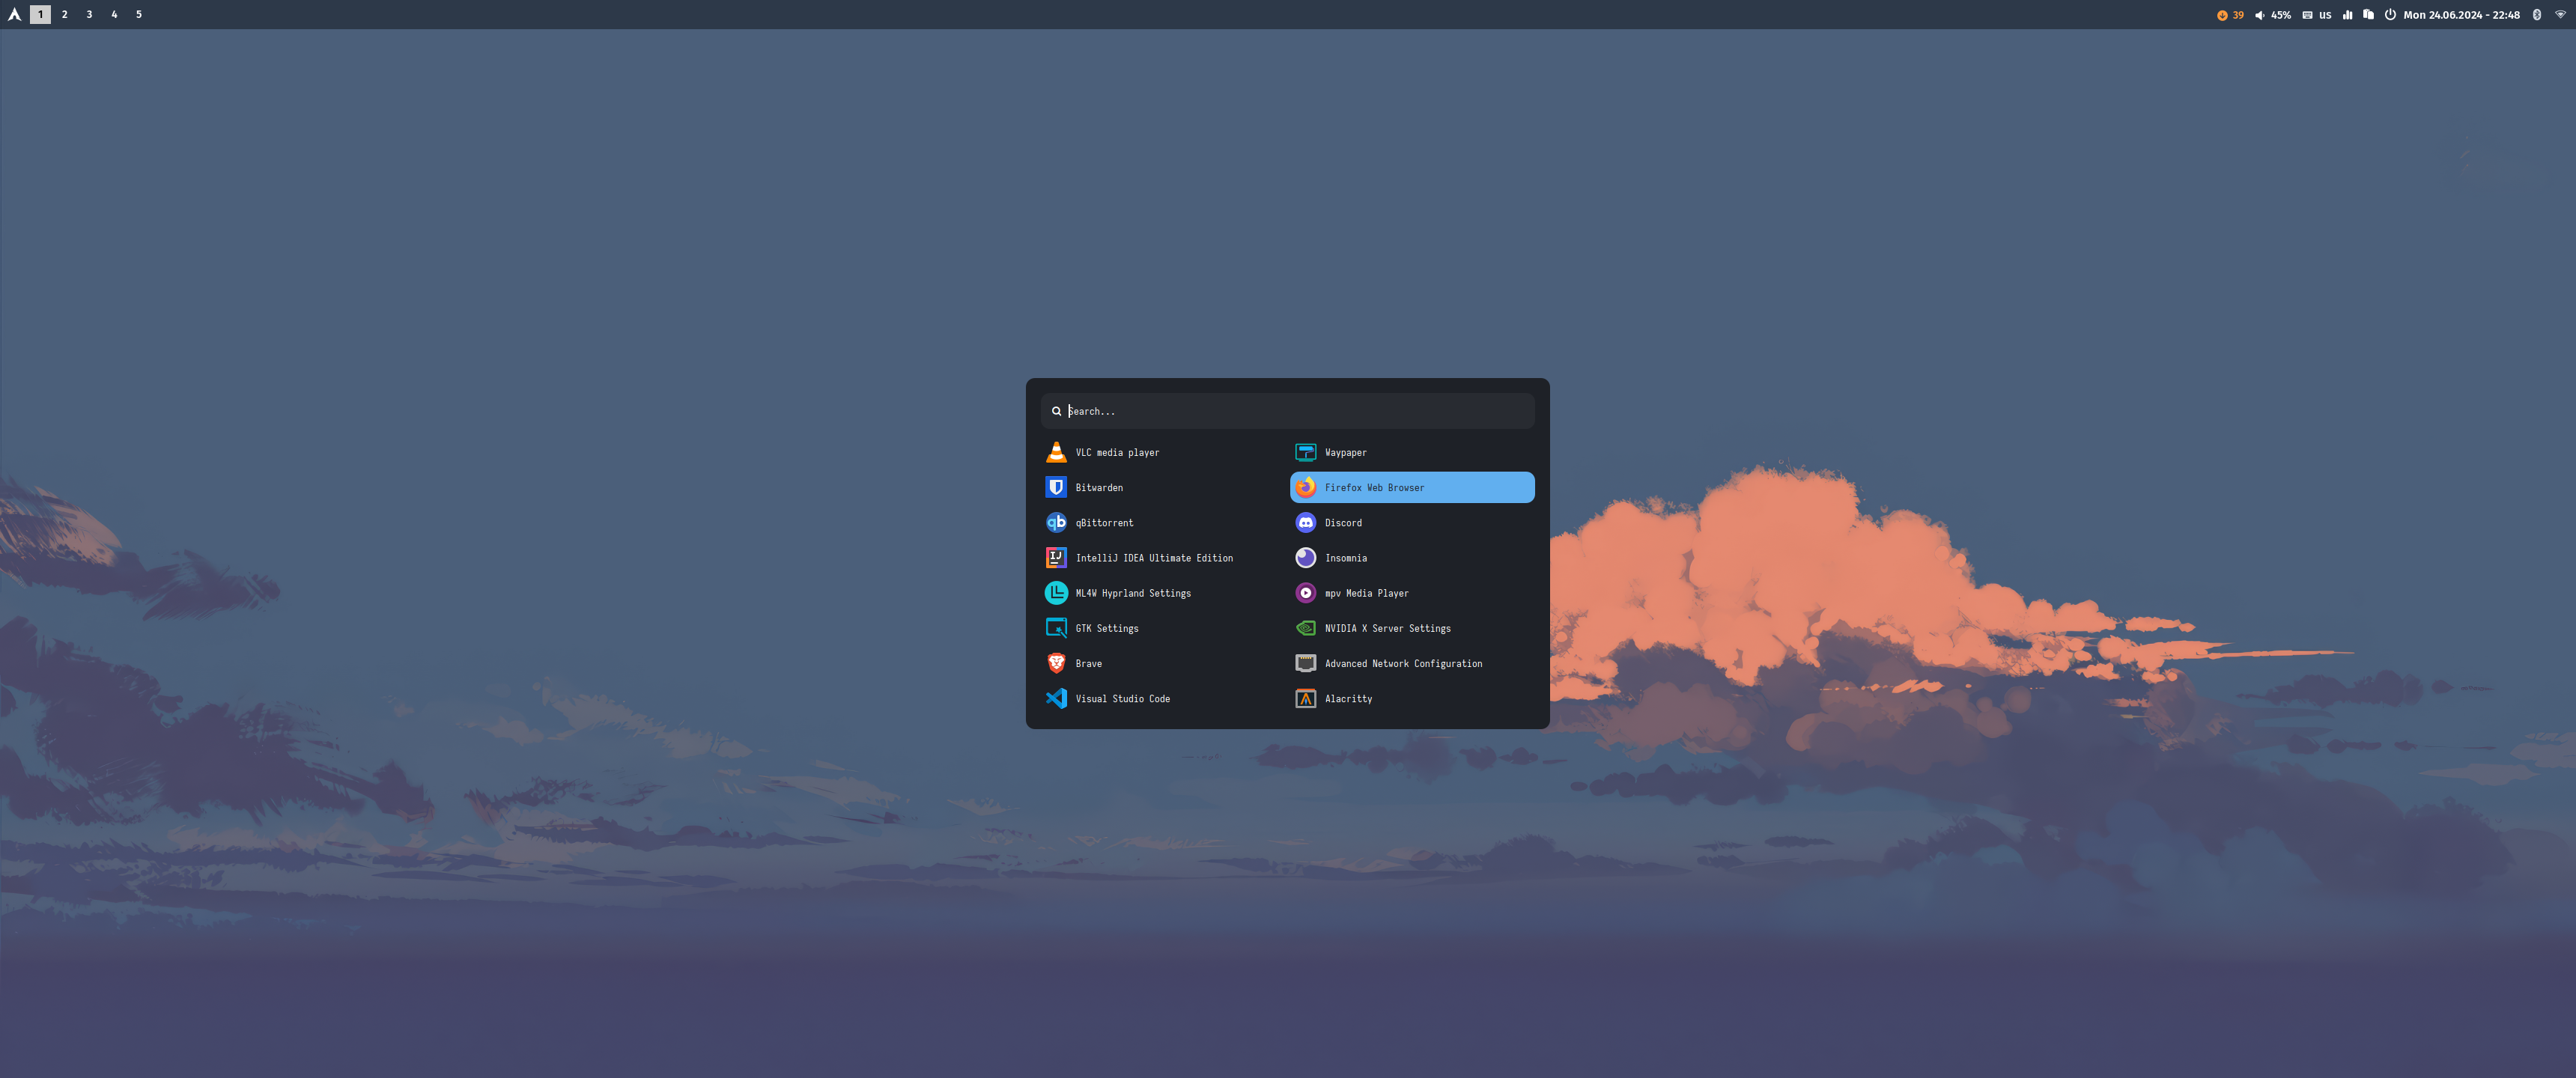 1 2 3 4 5
39 45% us Mon 24.06.2024 - 22:48
Search...
VLC media player
Waypaper
Bitwarden
Firefox Web Browser
qBittorrent
Discord
IntelliJ IDEA Ultimate Edition
Insomnia
ML4W Hyprland Settings
mpv Media Player
GTK Settings
NVIDIA X Server Settings
Brave
Advanced Network Configuration
Visual Studio Code
Alacritty